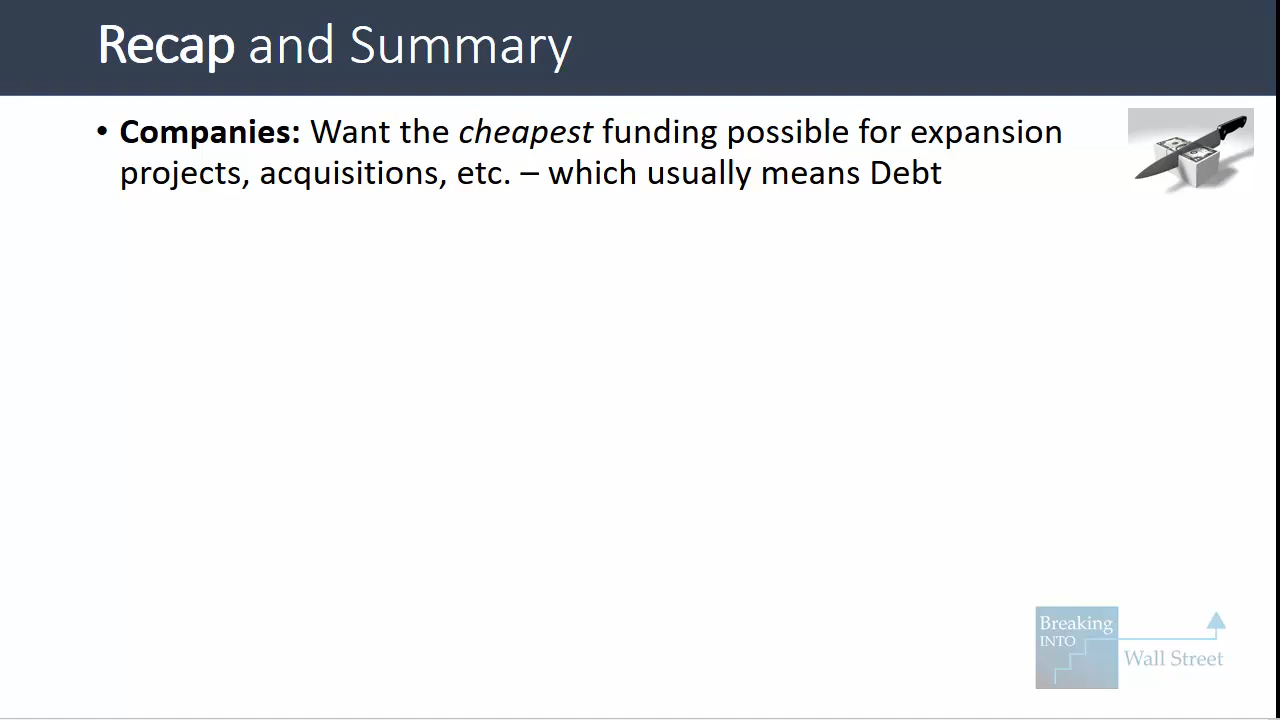 Recap and Summary
• Companies: Want the cheapest funding possible for expansion
projects, acquisitions, etc. – which usually means Debt
Breaking
INTO
Wall Street